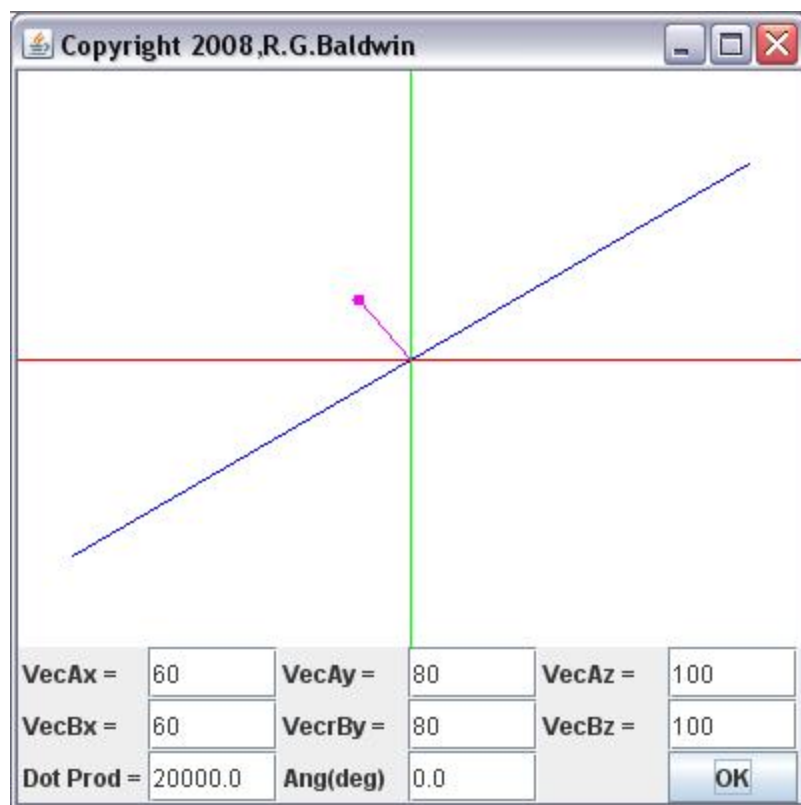 Copyright 2008,R.G.Baldwin
VecAx = 60 VecAy = 80 VecAz = 100
VecBx = 60 VecrBy = 80 VecBz = 100
Dot Prod = 20000.0 Ang(deg) 0.0 OK